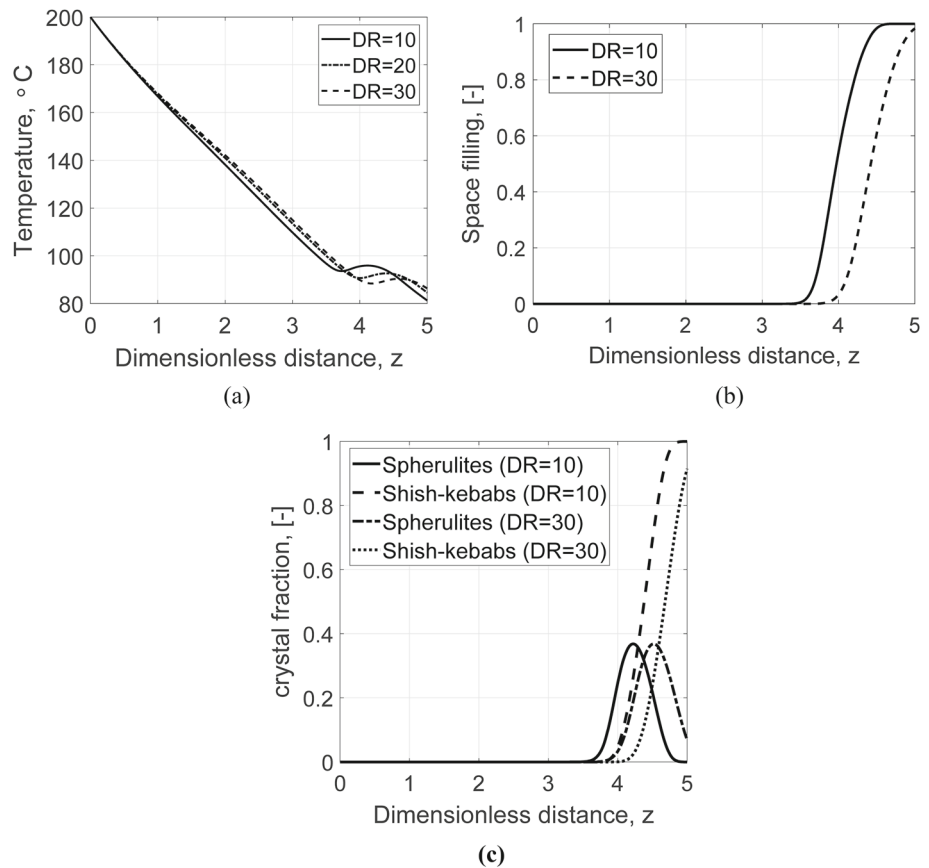 200
180
160
140
120
100
80
Temperature, °C
DR=10
DR=20
DR=30
0 1 2 3 4 5
Dimensionless distance, z
(a)
1
0.8
0.6
0.4
0.2
0
Space filling, [-]
DR=10
DR=30
0 1 2 3 4 5
Dimensionless distance, z
(b)
1
0.8
0.6
0.4
0.2
0
crystal fraction, [-]
Spherulites (DR=10)
Shish-kebabs (DR=10)
Spherulites (DR=30)
Shish-kebabs (DR=30)
0 1 2 3 4 5
Dimensionless distance, z
(c)